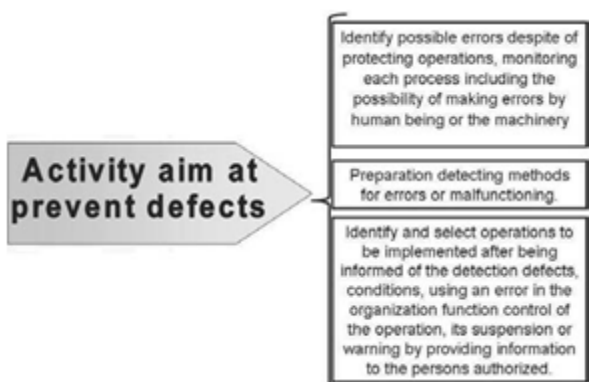 Activity aim at
prevent defects
Identify possible errors despite of
protecting operations, monitoring
each process including the
possibility of making errors by
human being or the machinery
Preparation detecting methods
for errors or malfunctioning.
Identify and select operations to
be implemented after being
informed of the detection defects,
conditions, using an error in the
organization function control of
the operation, its suspension or
warning by providing information
to the persons authorized.